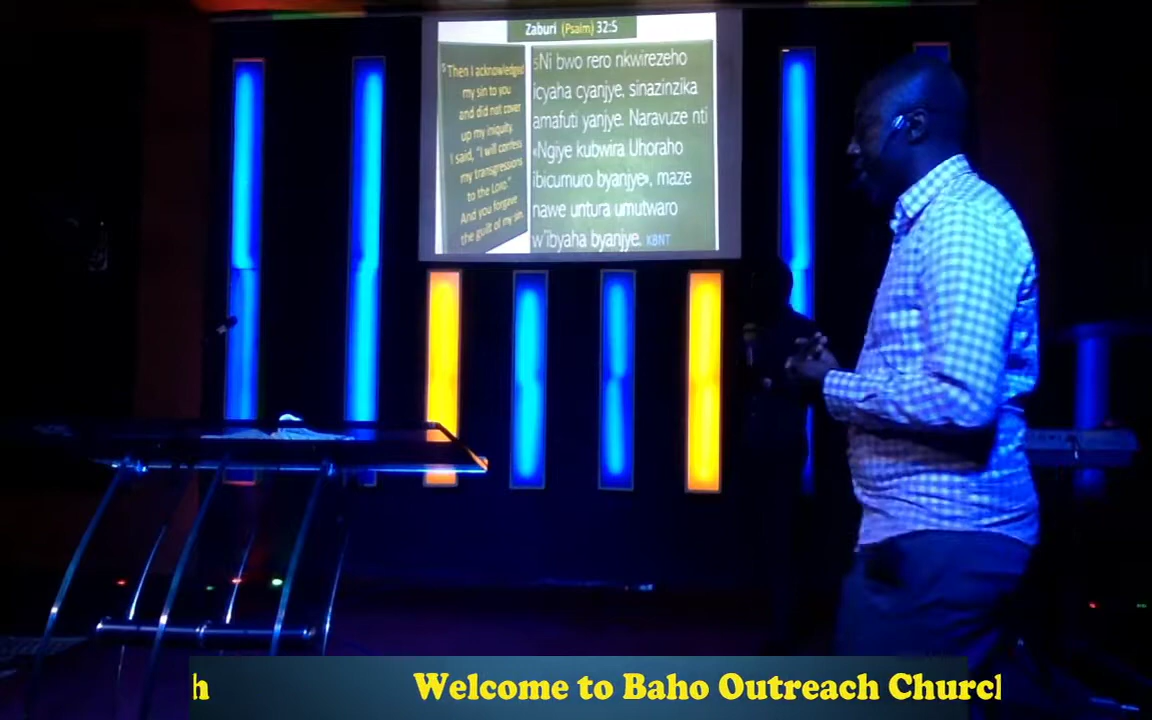 Zaburi (Psalm) 32:5
5 Then I acknowledged
my sin to you
and did not cover
up my iniquity.
I said, "I will confess
my transgressions
to the LORD."
And you forgave
the guilt of my sin.
5Ni bwo rero nkwirezeho
icyaha cyanjye, sinazinzika
amafuti yanjye. Naravuze nti
«Ngiye kubwira Uhoraho
ibicumuro byanjye», maze
nawe untura umutwaro
w'ibyaha byanjye. KBNT
h Welcome to Baho Outreach Church